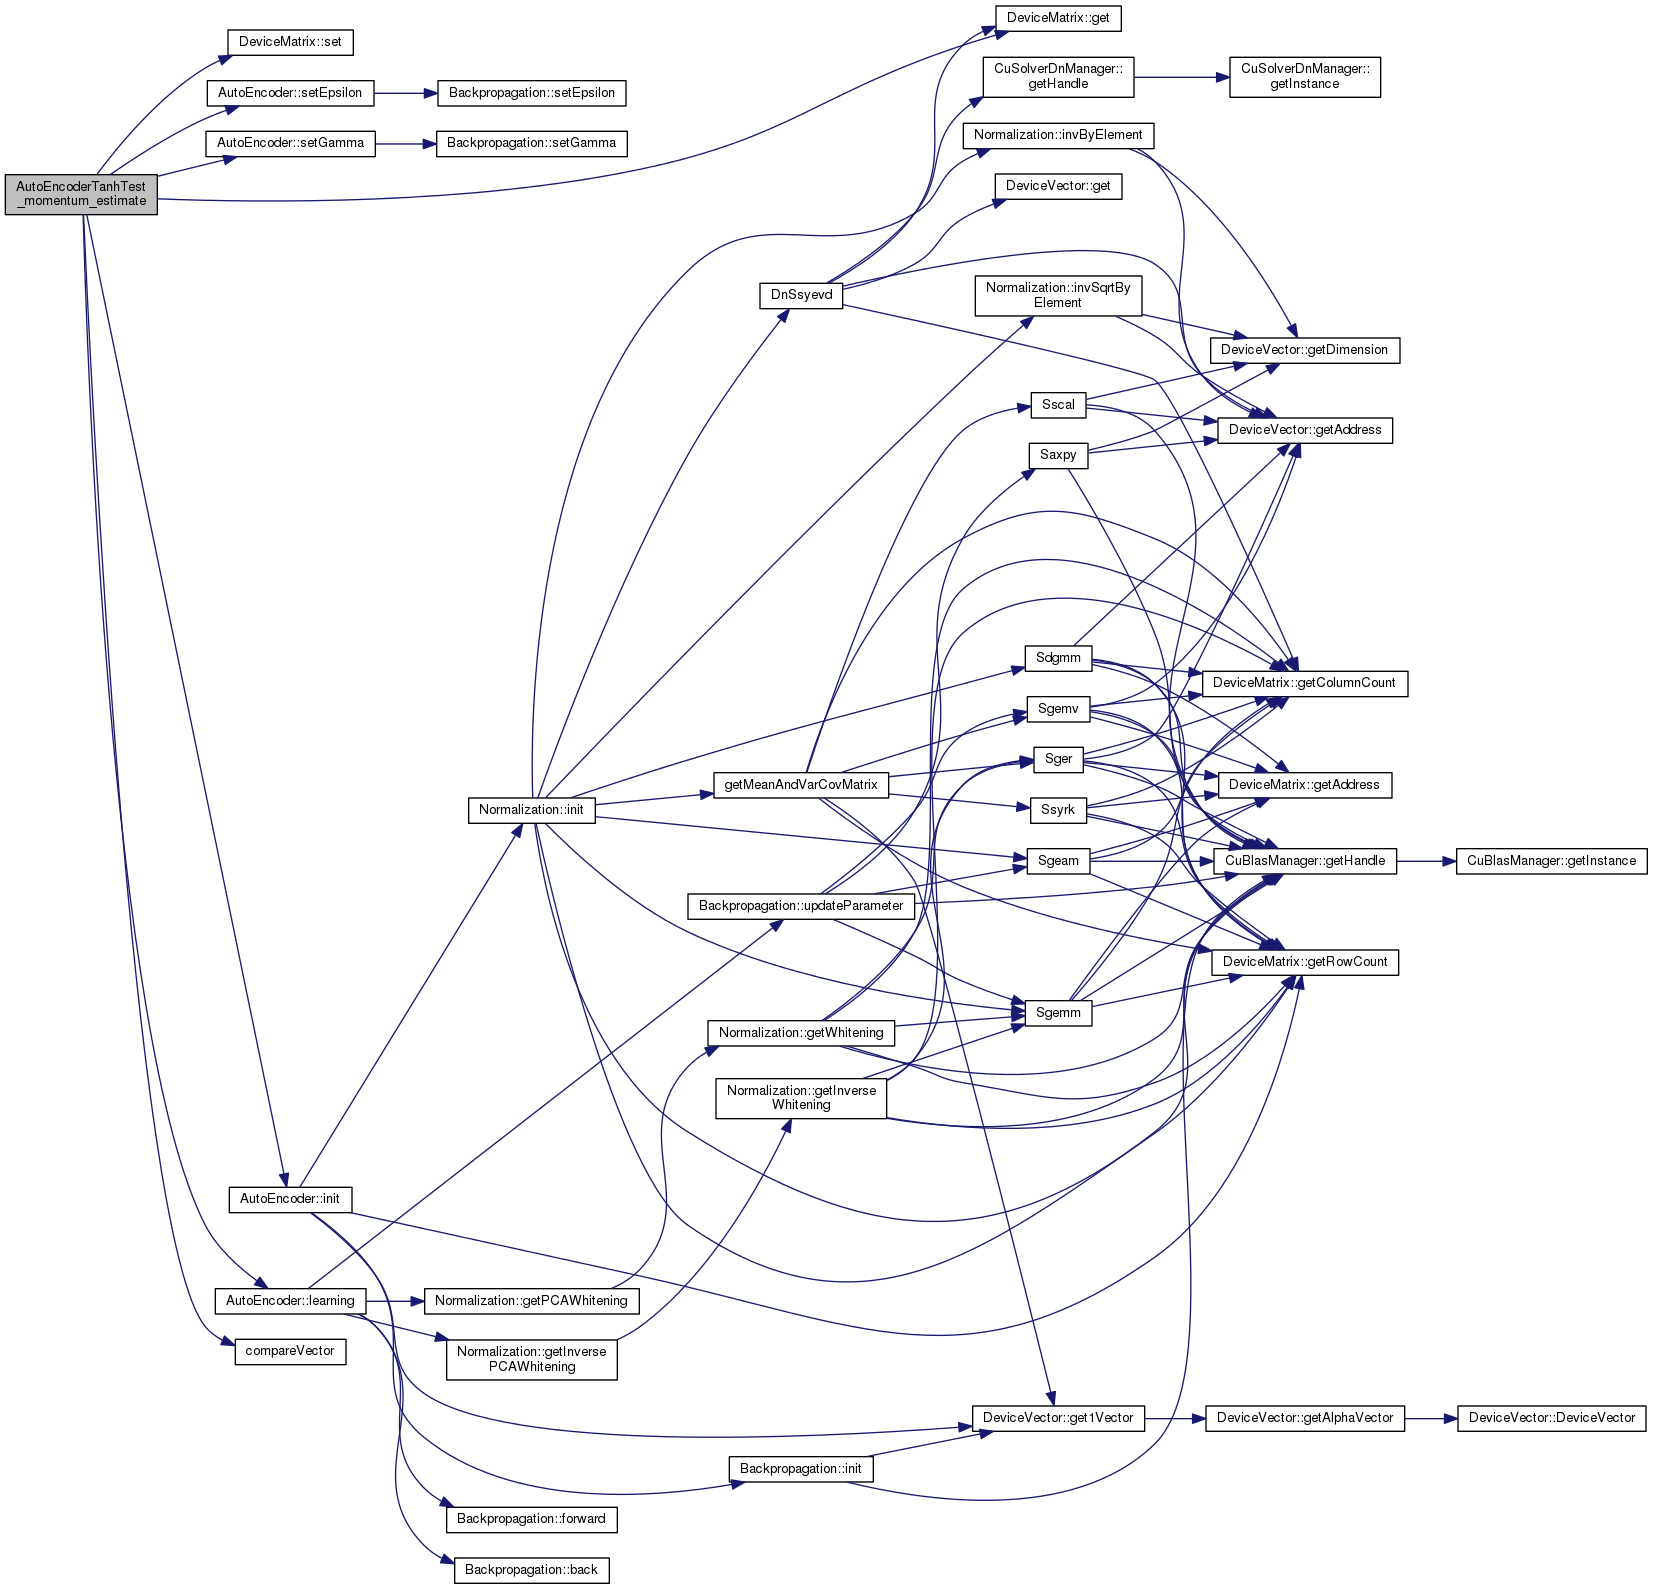 AutoEncoderTanhTest
_momentum_estimate
DeviceMatrix::set
AutoEncoder::setEpsilon
Backpropagation::setEpsilon
AutoEncoder::setGamma
Backpropagation::setGamma
DeviceMatrix::get
CuSolverDnManager::
getHandle
CuSolverDnManager::
getInstance
Normalization::invByElement
DeviceVector::get
DnSsyevd
Normalization::invSqrtBy
Element
DeviceVector::getDimension
Sscal
DeviceVector::getAddress
Saxpy
Sdgmm
DeviceMatrix::getColumnCount
Sgemv
Sger
getMeanAndVarCovMatrix
DeviceMatrix::getAddress
Normalization::init
Ssyrk
Sgeam
CuBlasManager::getHandle
CuBlasManager::getInstance
Backpropagation::updateParameter
DeviceMatrix::getRowCount
Sgemm
Normalization::getWhitening
Normalization::getInverse
Whitening
AutoEncoder::init
AutoEncoder::learning
Normalization::getPCAWhitening
compareVector
Normalization::getInverse
PCAWhitening
DeviceVector::get1Vector
DeviceVector::getAlphaVector
DeviceVector::DeviceVector
Backpropagation::init
Backpropagation::forward
Backpropagation::back